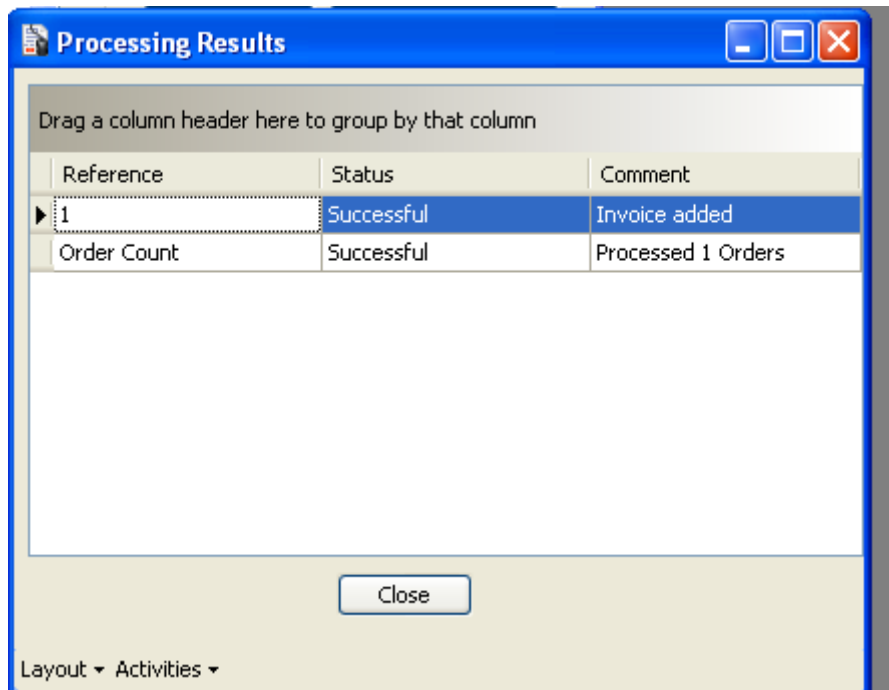 Processing Results
Drag a column header here to group by that column
Reference Status Comment
1 Successful Invoice added
Order Count Successful Processed 1 Orders
Close
Layout Activities